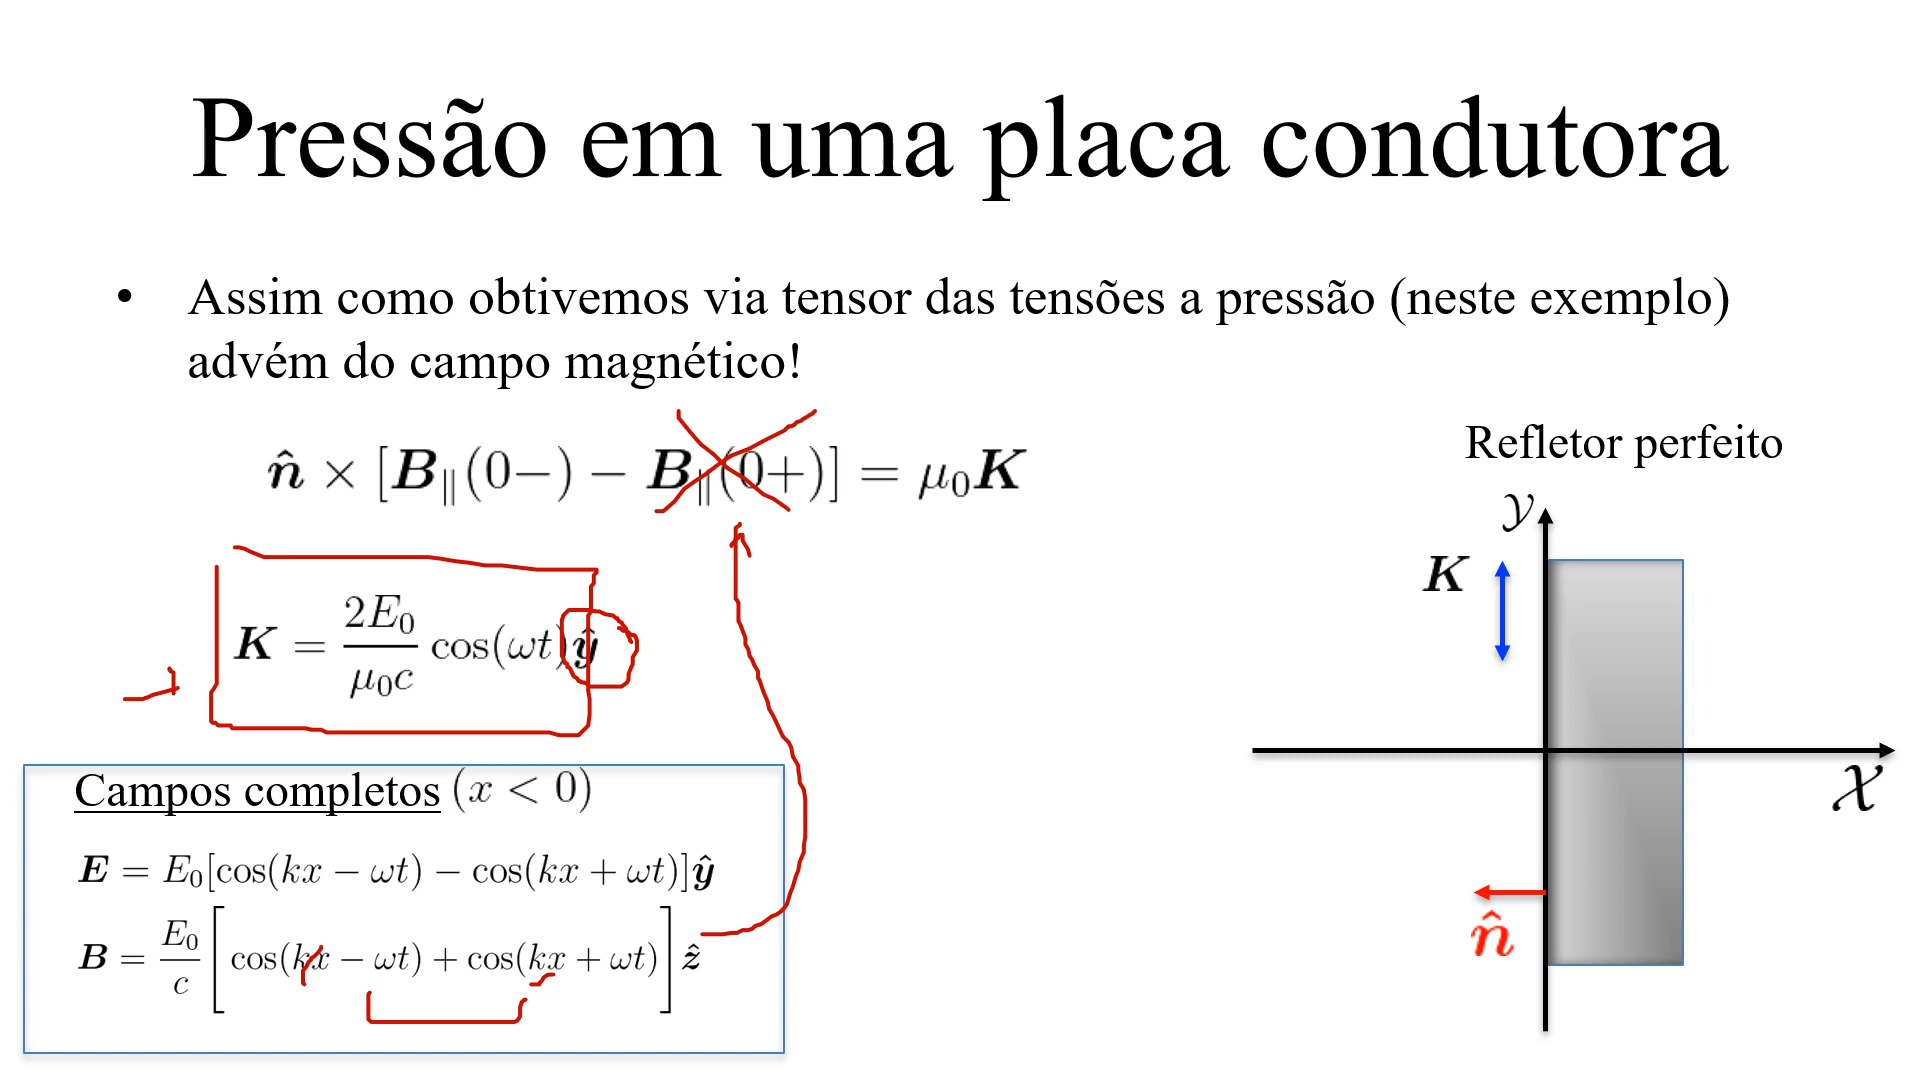 Pressão em uma placa condutora
• Assim como obtivemos via tensor das tensões a pressão (neste exemplo)
advém do campo magnético!
n̂ × [B∥(0−) − B∥(0+)] = μ₀K
Refletor perfeito
𝒴
K
K = 2E₀/μ₀c cos(ωt)ŷ
𝒳
n̂
Campos completos (x < 0)
E = E₀[cos(kx − ωt) − cos(kx + ωt)]ŷ
B = E₀/c [cos(kx − ωt) + cos(kx + ωt)] ẑ